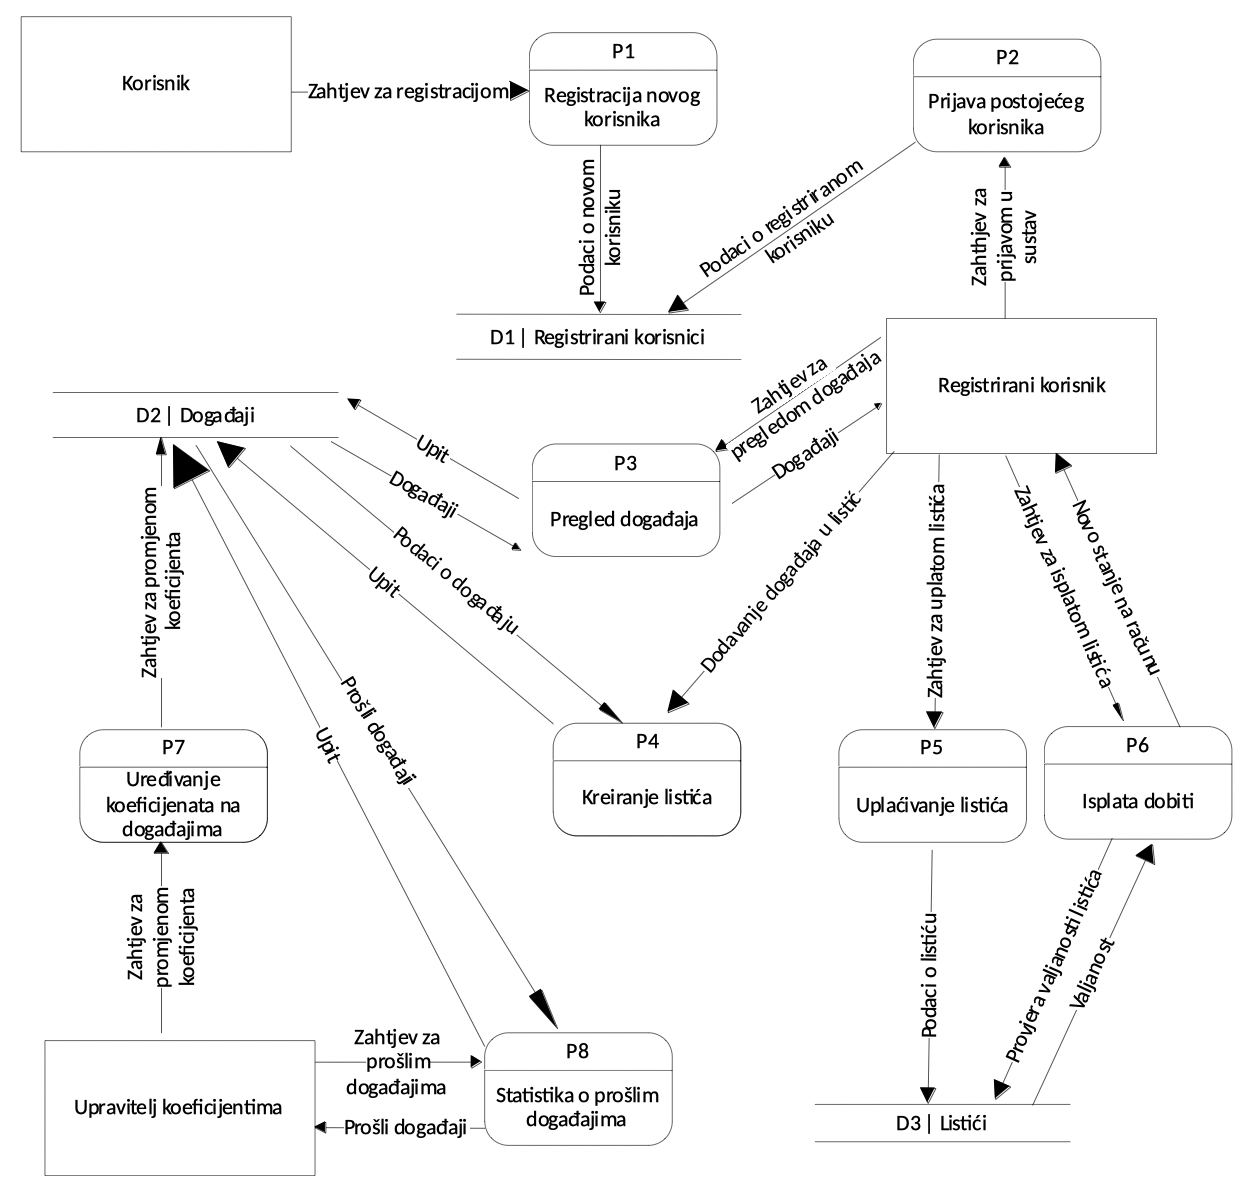 Korisnik
Zahtjev za registracijom
P1
Registracija novog
korisnika
P2
Prijava postojećeg
korisnika
Podaci o novom
korisniku
Podaci o registriranom
korisniku
Zahthjev za
prijavom u
sustav
D1 | Registrirani korisnici
Registrirani korisnik
Zahtjev za
pregledom događaja
Događaji
D2 | Događaji
Upit
Događaji
P3
Pregled događaja
Zahtjev za promjenom
koeficijenta
Podaci o događaju
Upit
Dodavanje događaja u listić
Zahtjev za uplatom listića
Zahtjev za isplatom listića
Novo stanje na računu
Prošli događaji
Upit
P7
Uređivanje
koeficijenata na
događajima
P4
Kreiranje listića
P5
Uplaćivanje listića
P6
Isplata dobiti
Zahtjev za
promjenom
koeficijenta
Podaci o listiću
Provjera valjanosti listića
Valjanost
Upravitelj koeficijentima
Zahtjev za
prošlim
događajima
Prošli događaji
P8
Statistika o prošlim
događajima
D3 | Listići